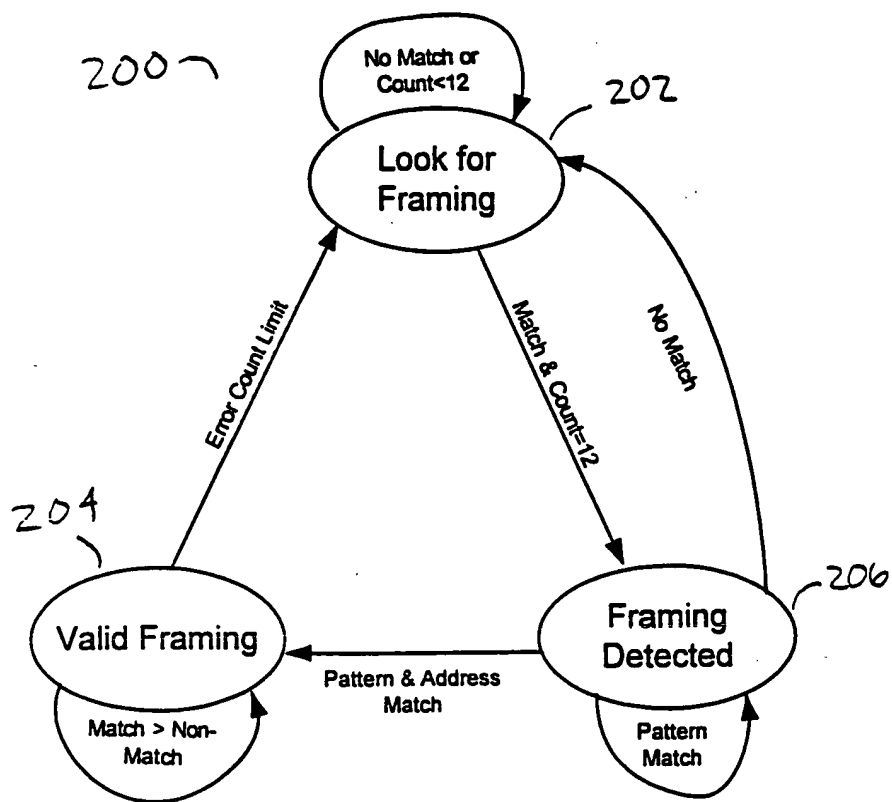 200
No Match or
Count<12
202
Look for
Framing
Error Count Limit
Match & Count=12
No Match
204
206
Valid Framing
Framing
Detected
Pattern & Address
Match
Match > Non-
Match
Pattern
Match